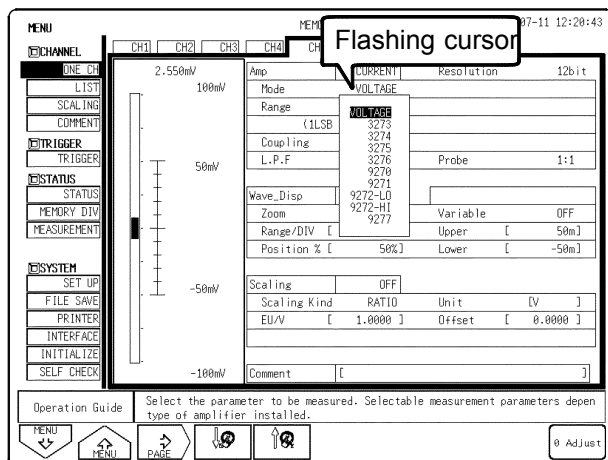 MENU
CHANNEL
ONE CH
LIST
SCALING
COMMENT
TRIGGER
TRIGGER
STATUS
STATUS
MEMORY DIV
MEASUREMENT
SYSTEM
SET UP
FILE SAVE
PRINTER
INTERFACE
INITIALIZE
SELF CHECK
Flashing cursor
07-11 12:20:43
CH1 CH2 CH3 CH4
2.550mV
100mV
50mV
-50mV
-100mV
Amp CURRENT Resolution 12bit
Mode VOLTAGE
Range
(1LSB
Coupling
L.P.F Probe 1:1
VOLTAGE
3273
3274
3275
3276
9270
9271
9272-LO
9272-HI
9277
Wave_Disp
Zoom Variable OFF
Range/DIV [ Upper [ 50m]
Position % [ 50%] Lower [ -50m]
Scaling OFF
Scaling Kind RATIO Unit [V ]
EU/V [ 1.0000 ] Offset [ 0.0000 ]
Comment [ ]
Operation Guide
Select the parameter to be measured. Selectable measurement parameters depen
type of amplifier installed.
MENU
MENU
PAGE
0 Adjust